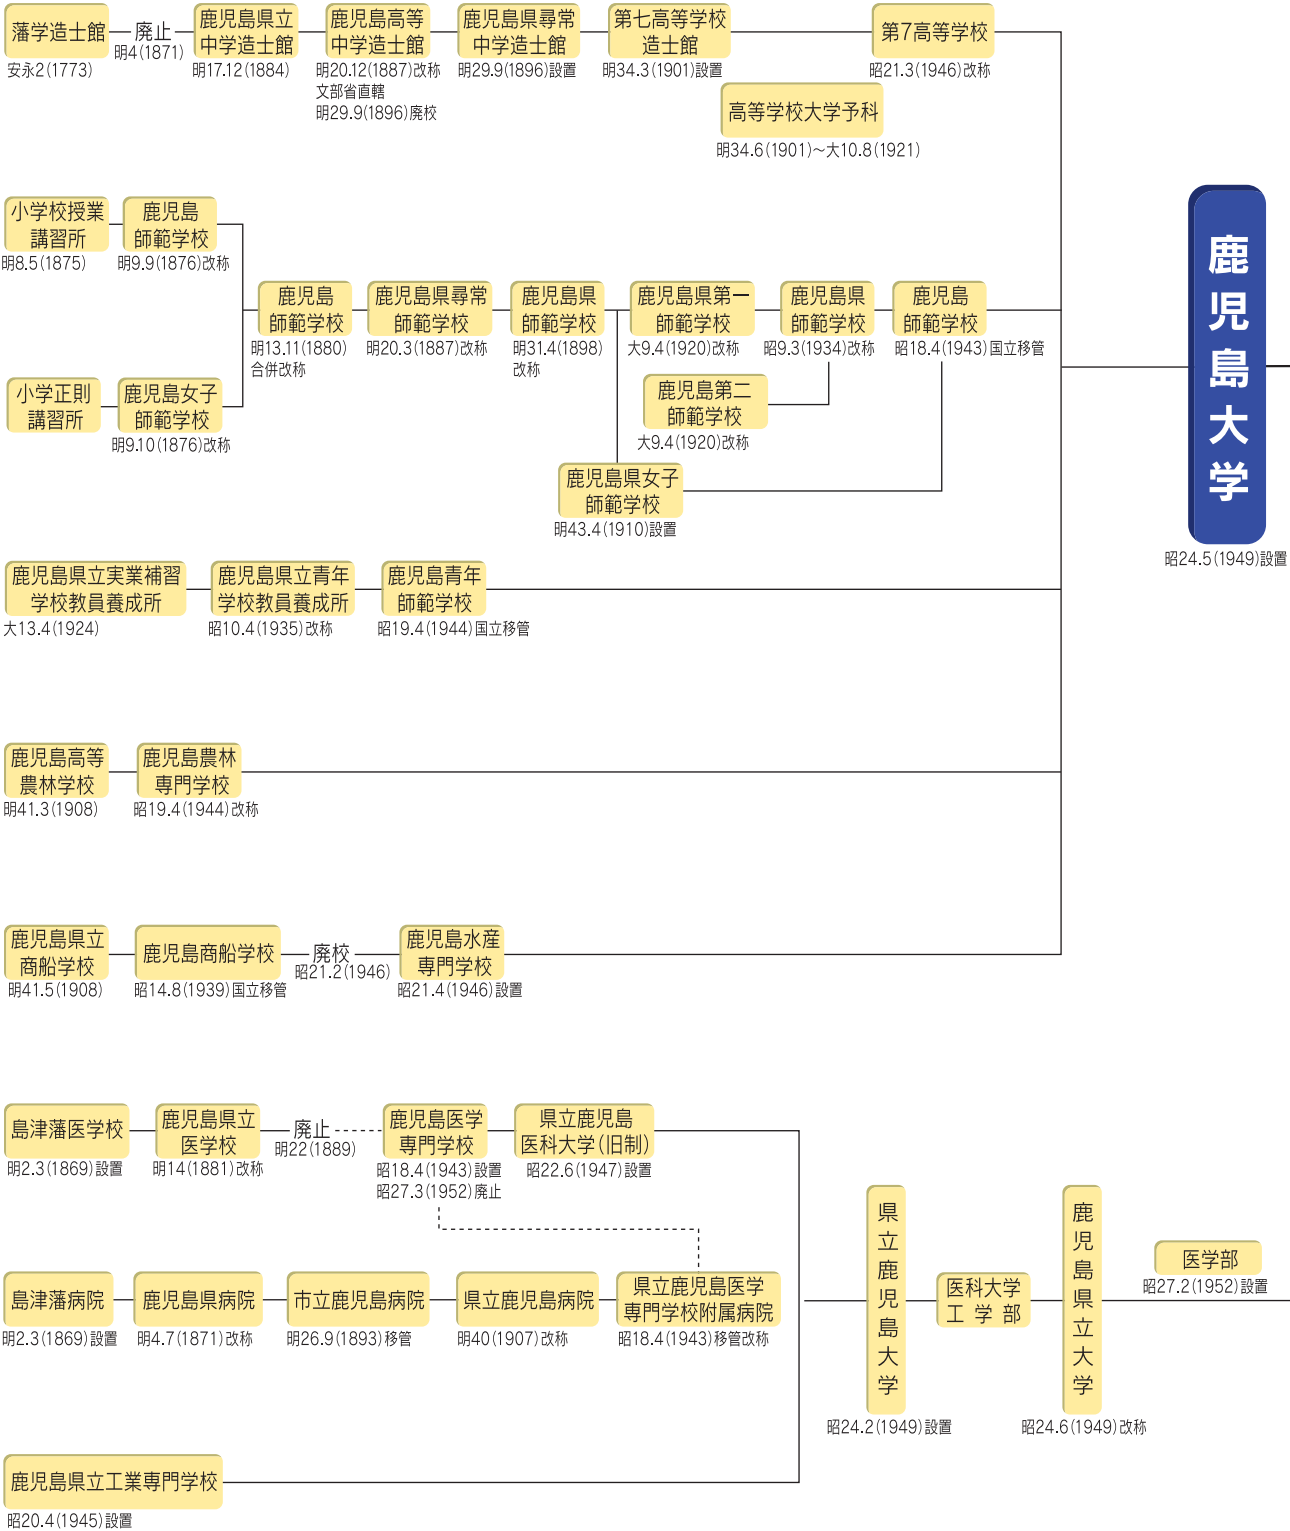 藩学造士館
安永2(1773)
廃止
明4(1871)
鹿児島県立
中学造士館
明17.12(1884)
鹿児島高等
中学造士館
明20.12(1887)改称
文部省直轄
明29.9(1896)廃校
鹿児島県尋常
中学造士館
明29.9(1896)設置
第七高等学校
造士館
明34.3(1901)設置
第7高等学校
昭21.3(1946)改称
高等学校大学予科
明34.6(1901)～大10.8(1921)
小学校授業
講習所
明8.5(1875)
鹿児島
師範学校
明9.9(1876)改称
小学正則
講習所
鹿児島女子
師範学校
明9.10(1876)改称
鹿児島
師範学校
明13.11(1880)
合併改称
鹿児島県尋常
師範学校
明20.3(1887)改称
鹿児島県
師範学校
明31.4(1898)
改称
鹿児島県第一
師範学校
大9.4(1920)改称
鹿児島県
師範学校
昭9.3(1934)改称
鹿児島
師範学校
昭18.4(1943)国立移管
鹿児島第二
師範学校
大9.4(1920)改称
鹿児島県女子
師範学校
明43.4(1910)設置
鹿児島大学
昭24.5(1949)設置
鹿児島県立実業補習
学校教員養成所
大13.4(1924)
鹿児島県立青年
学校教員養成所
昭10.4(1935)改称
鹿児島青年
師範学校
昭19.4(1944)国立移管
鹿児島高等
農林学校
明41.3(1908)
鹿児島農林
専門学校
昭19.4(1944)改称
鹿児島県立
商船学校
明41.5(1908)
鹿児島商船学校
昭14.8(1939)国立移管
廃校
昭21.2(1946)
鹿児島水産
専門学校
昭21.4(1946)設置
島津藩医学校
明2.3(1869)設置
鹿児島県立
医学校
明14(1881)改称
廃止
明22(1889)
鹿児島医学
専門学校
昭18.4(1943)設置
昭27.3(1952)廃止
県立鹿児島
医科大学(旧制)
昭22.6(1947)設置
島津藩病院
明2.3(1869)設置
鹿児島県病院
明4.7(1871)改称
市立鹿児島病院
明26.9(1893)移管
県立鹿児島病院
明40(1907)改称
県立鹿児島医学
専門学校附属病院
昭18.4(1943)移管改称
県立鹿児島大学
昭24.2(1949)設置
医科大学
工学部
鹿児島県立大学
昭24.6(1949)改称
医学部
昭27.2(1952)設置
鹿児島県立工業専門学校
昭20.4(1945)設置